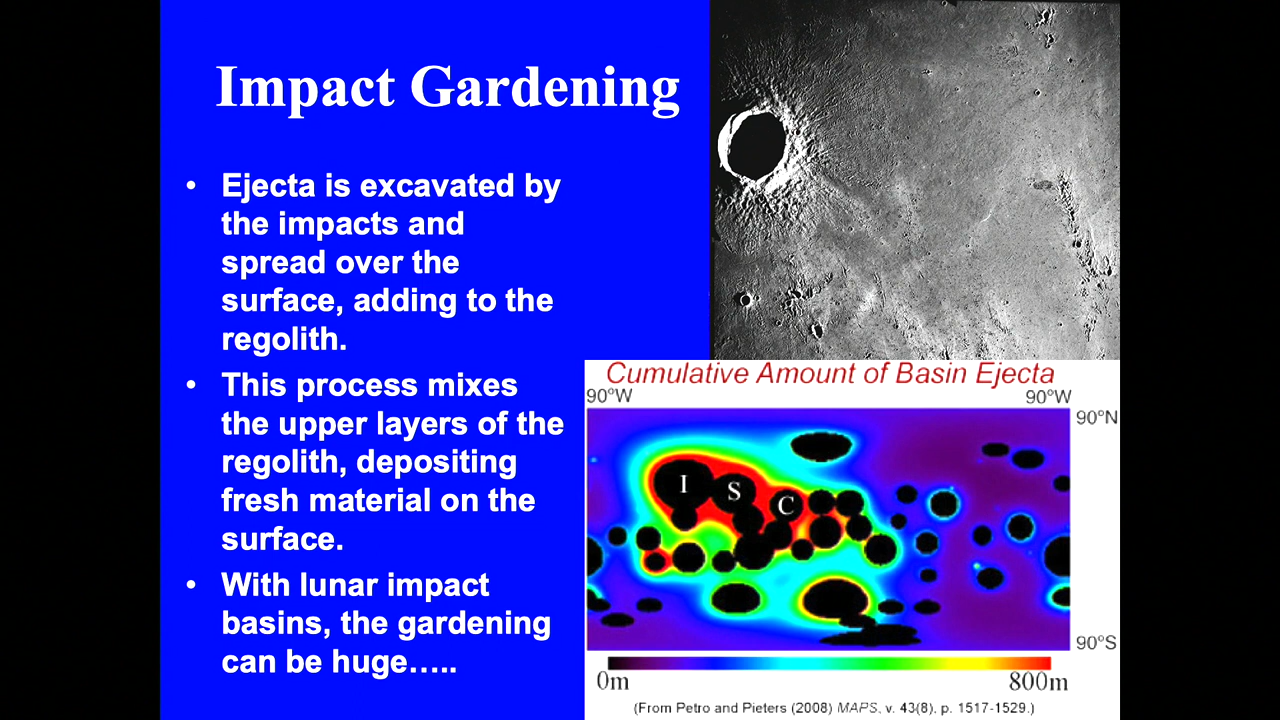 Impact Gardening
• Ejecta is excavated by
the impacts and
spread over the
surface, adding to the
regolith.
• This process mixes
the upper layers of the
regolith, depositing
fresh material on the
surface.
• With lunar impact
basins, the gardening
can be huge…..
Cumulative Amount of Basin Ejecta
90°W 90°W
90°N
I S C
90°S
0m 800m
(From Petro and Pieters (2008) MAPS, v. 43(8). p. 1517-1529.)